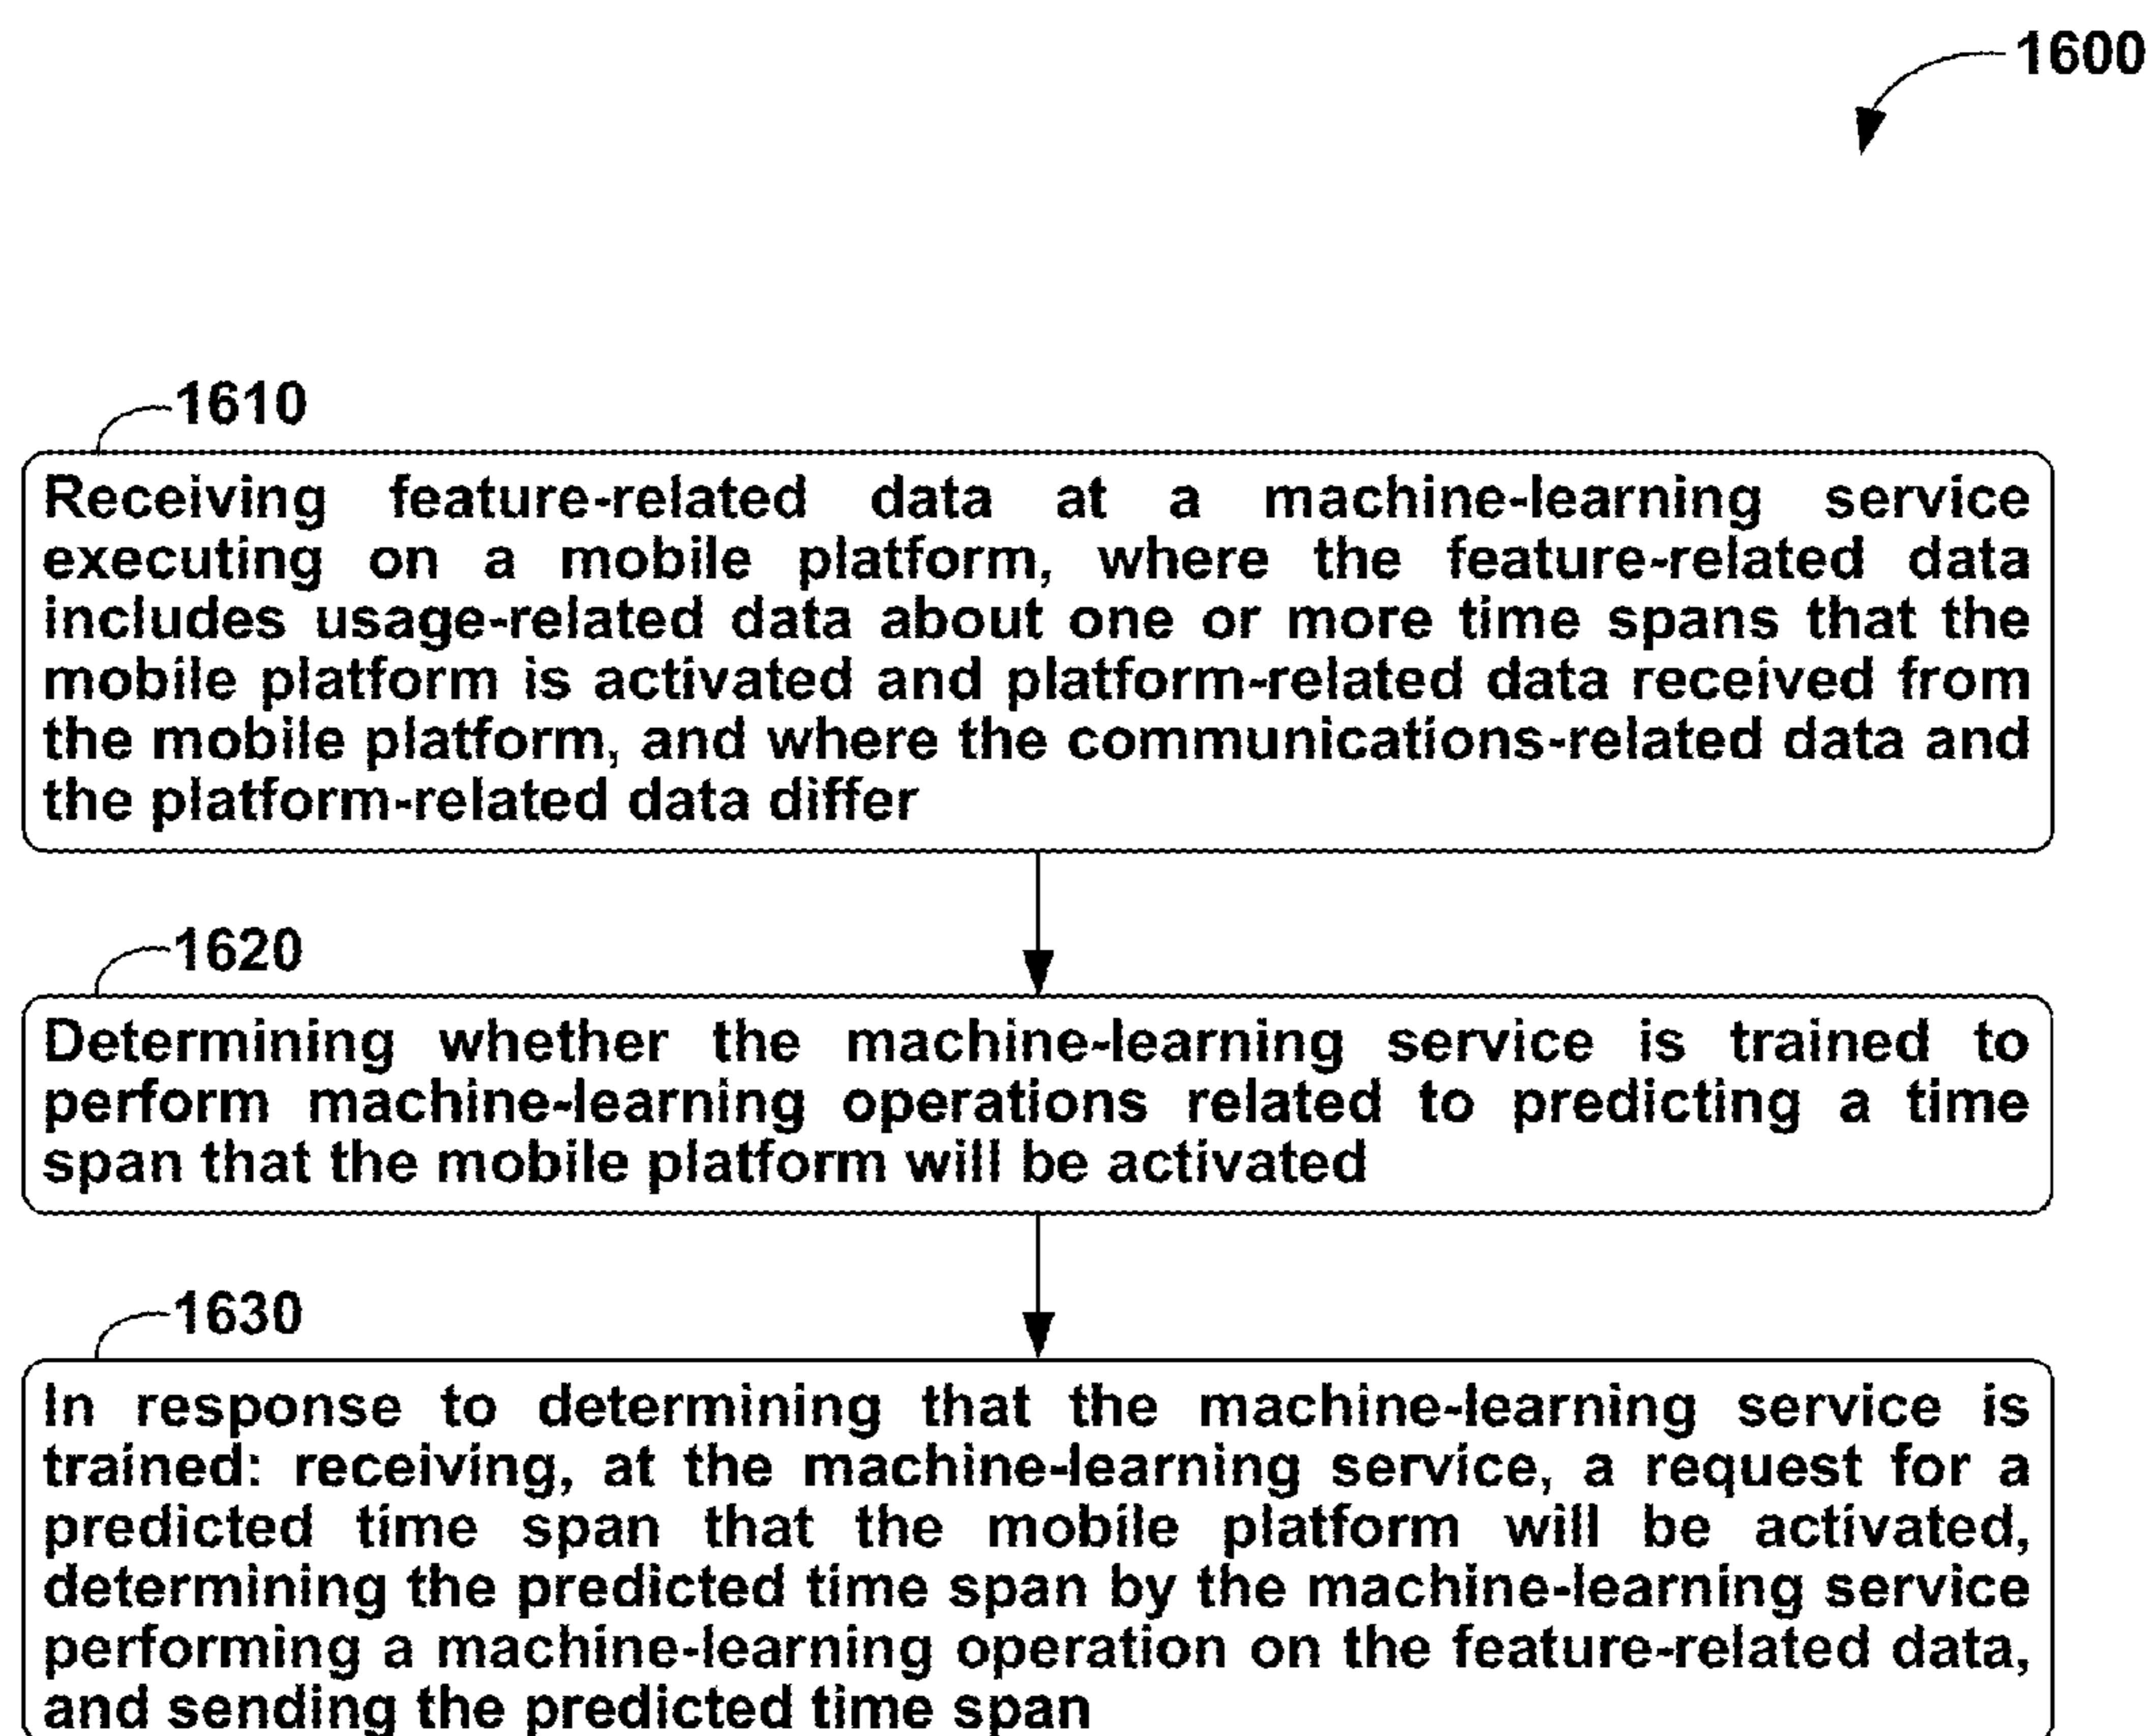 1600
1610
Receiving feature-related data at a machine-learning service
executing on a mobile platform, where the feature-related data
includes usage-related data about one or more time spans that the
mobile platform is activated and platform-related data received from
the mobile platform, and where the communications-related data and
the platform-related data differ
1620
Determining whether the machine-learning service is trained to
perform machine-learning operations related to predicting a time
span that the mobile platform will be activated
1630
In response to determining that the machine-learning service is
trained: receiving, at the machine-learning service, a request for a
predicted time span that the mobile platform will be activated,
determining the predicted time span by the machine-learning service
performing a machine-learning operation on the feature-related data,
and sending the predicted time span